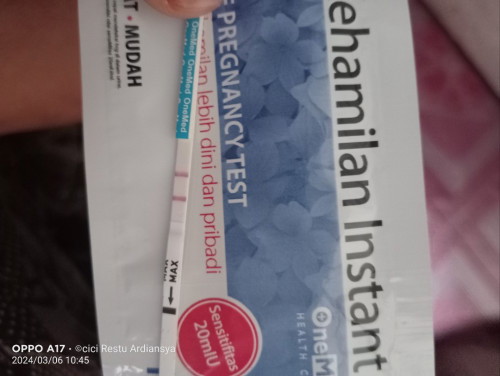 ehamilan Instant
PREGNANCY TEST
lebih dini dan pribadi
OneMed OneMed OneMed
MAX
Sensitifitas
20mIU
OneM
HEALTH C
AT • MUDAH
OPPO A17 · ©cici Restu Ardiansya
2024/03/06 10:45